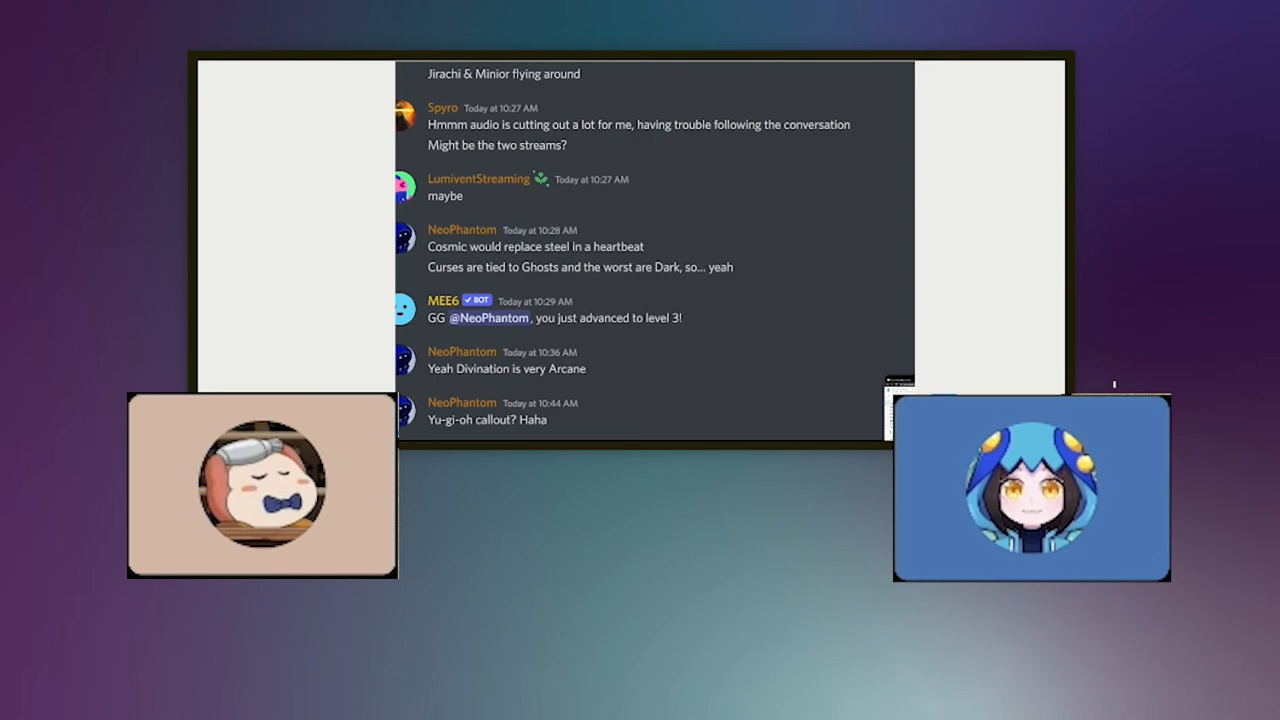 Jirachi & Minior flying around
Spyro Today at 10:27 AM
Hmmm audio is cutting out a lot for me, having trouble following the conversation
Might be the two streams?
LumiventStreaming Today at 10:27 AM
maybe
NeoPhantom Today at 10:28 AM
Cosmic would replace steel in a heartbeat
Curses are tied to Ghosts and the worst are Dark, so... yeah
MEE6 ✓ BOT Today at 10:29 AM
GG @NeoPhantom, you just advanced to level 3!
NeoPhantom Today at 10:36 AM
Yeah Divination is very Arcane
NeoPhantom Today at 10:44 AM
Yu-gi-oh callout? Haha